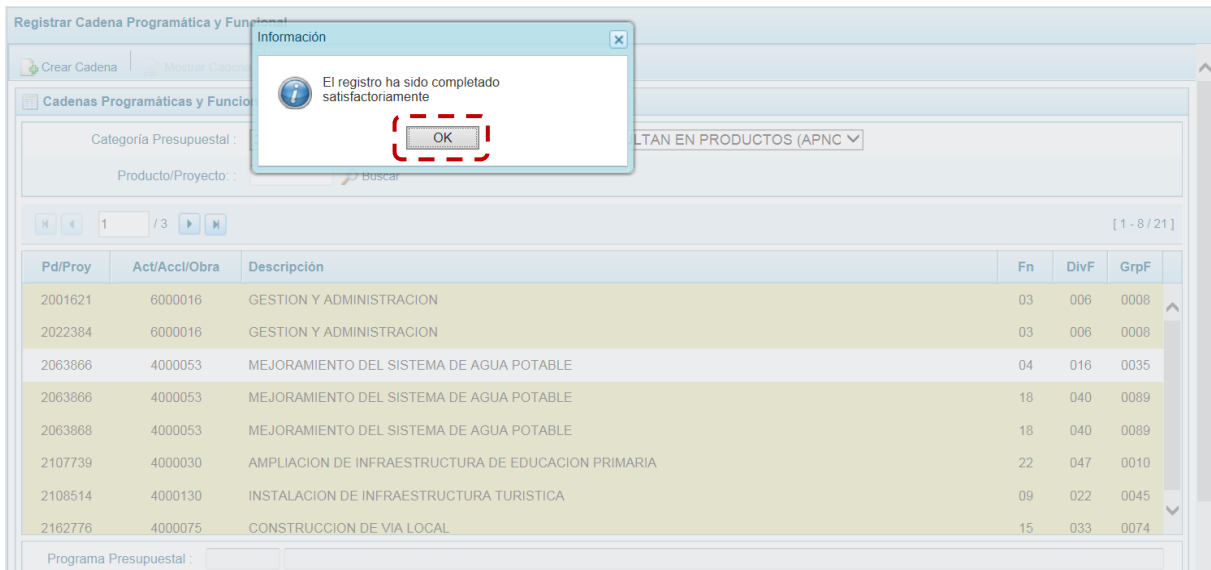 Registrar Cadena Programática y Funcional
Información
Crear Cadena Mostrar Cadena
El registro ha sido completado
satisfactoriamente
OK
Cadenas Programáticas y Funcio
Categoría Presupuestal : LTAN EN PRODUCTOS (APNC
Producto/Proyecto: : Buscar
1 / 3 [ 1 - 8 / 21 ]
Pd/Proy Act/AccI/Obra Descripción Fn DivF GrpF
2001621 6000016 GESTION Y ADMINISTRACION 03 006 0008
2022384 6000016 GESTION Y ADMINISTRACION 03 006 0008
2063866 4000053 MEJORAMIENTO DEL SISTEMA DE AGUA POTABLE 04 016 0035
2063866 4000053 MEJORAMIENTO DEL SISTEMA DE AGUA POTABLE 18 040 0089
2063868 4000053 MEJORAMIENTO DEL SISTEMA DE AGUA POTABLE 18 040 0089
2107739 4000030 AMPLIACION DE INFRAESTRUCTURA DE EDUCACION PRIMARIA 22 047 0010
2108514 4000130 INSTALACION DE INFRAESTRUCTURA TURISTICA 09 022 0045
2162776 4000075 CONSTRUCCION DE VIA LOCAL 15 033 0074
Programa Presupuestal :